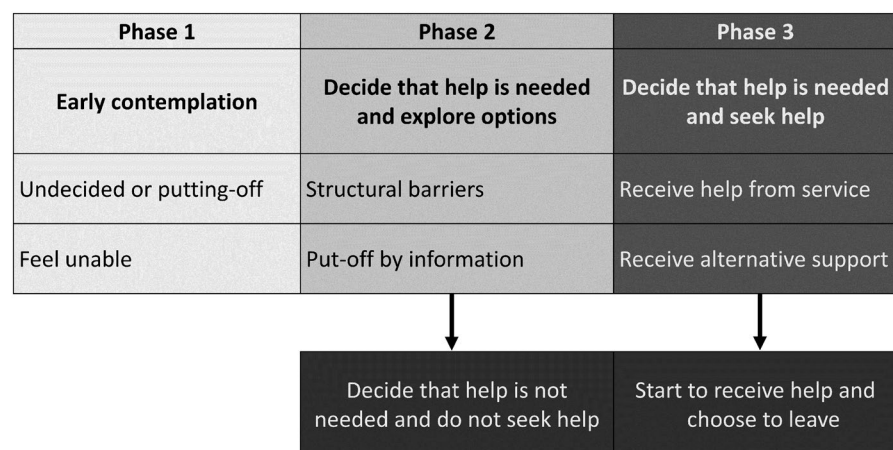 Phase 1
Phase 2
Phase 3
Early contemplation
Decide that help is needed
and explore options
Decide that help is needed
and seek help
Undecided or putting-off
Structural barriers
Receive help from service
Feel unable
Put-off by information
Receive alternative support
Decide that help is not
needed and do not seek help
Start to receive help and
choose to leave